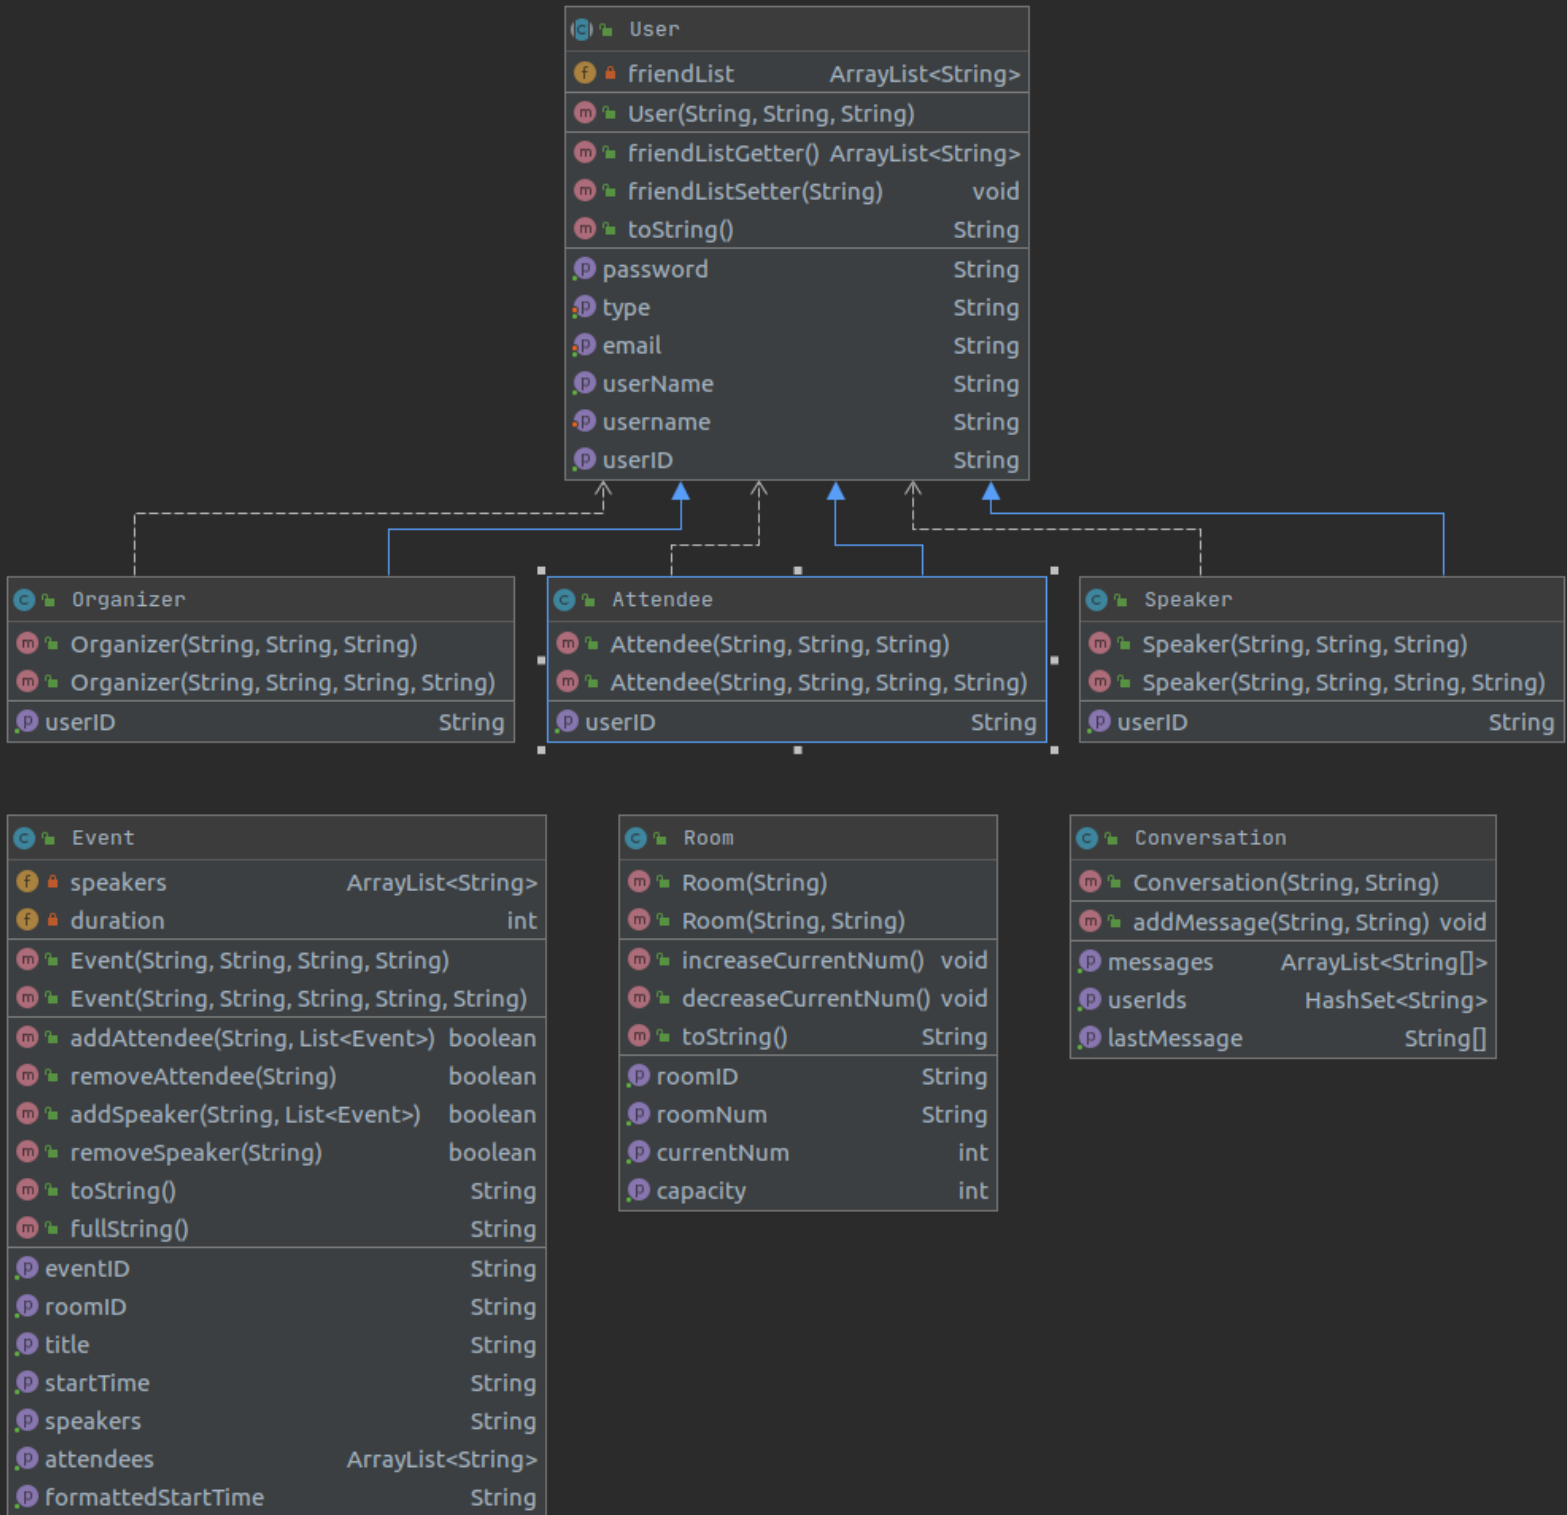 User
friendList ArrayList<String>
User(String, String, String)
friendListGetter() ArrayList<String>
friendListSetter(String) void
toString() String
password String
type String
email String
userName String
username String
userID String
Organizer
Organizer(String, String, String)
Organizer(String, String, String, String)
userID String
Attendee
Attendee(String, String, String)
Attendee(String, String, String, String)
userID String
Speaker
Speaker(String, String, String)
Speaker(String, String, String, String)
userID String
Event
speakers ArrayList<String>
duration int
Event(String, String, String, String)
Event(String, String, String, String, String)
addAttendee(String, List<Event>) boolean
removeAttendee(String) boolean
addSpeaker(String, List<Event>) boolean
removeSpeaker(String) boolean
toString() String
fullString() String
eventID String
roomID String
title String
startTime String
speakers String
attendees ArrayList<String>
formattedStartTime String
Room
Room(String)
Room(String, String)
increaseCurrentNum() void
decreaseCurrentNum() void
toString() String
roomID String
roomNum String
currentNum int
capacity int
Conversation
Conversation(String, String)
addMessage(String, String) void
messages ArrayList<String[]>
userIds HashSet<String>
lastMessage String[]